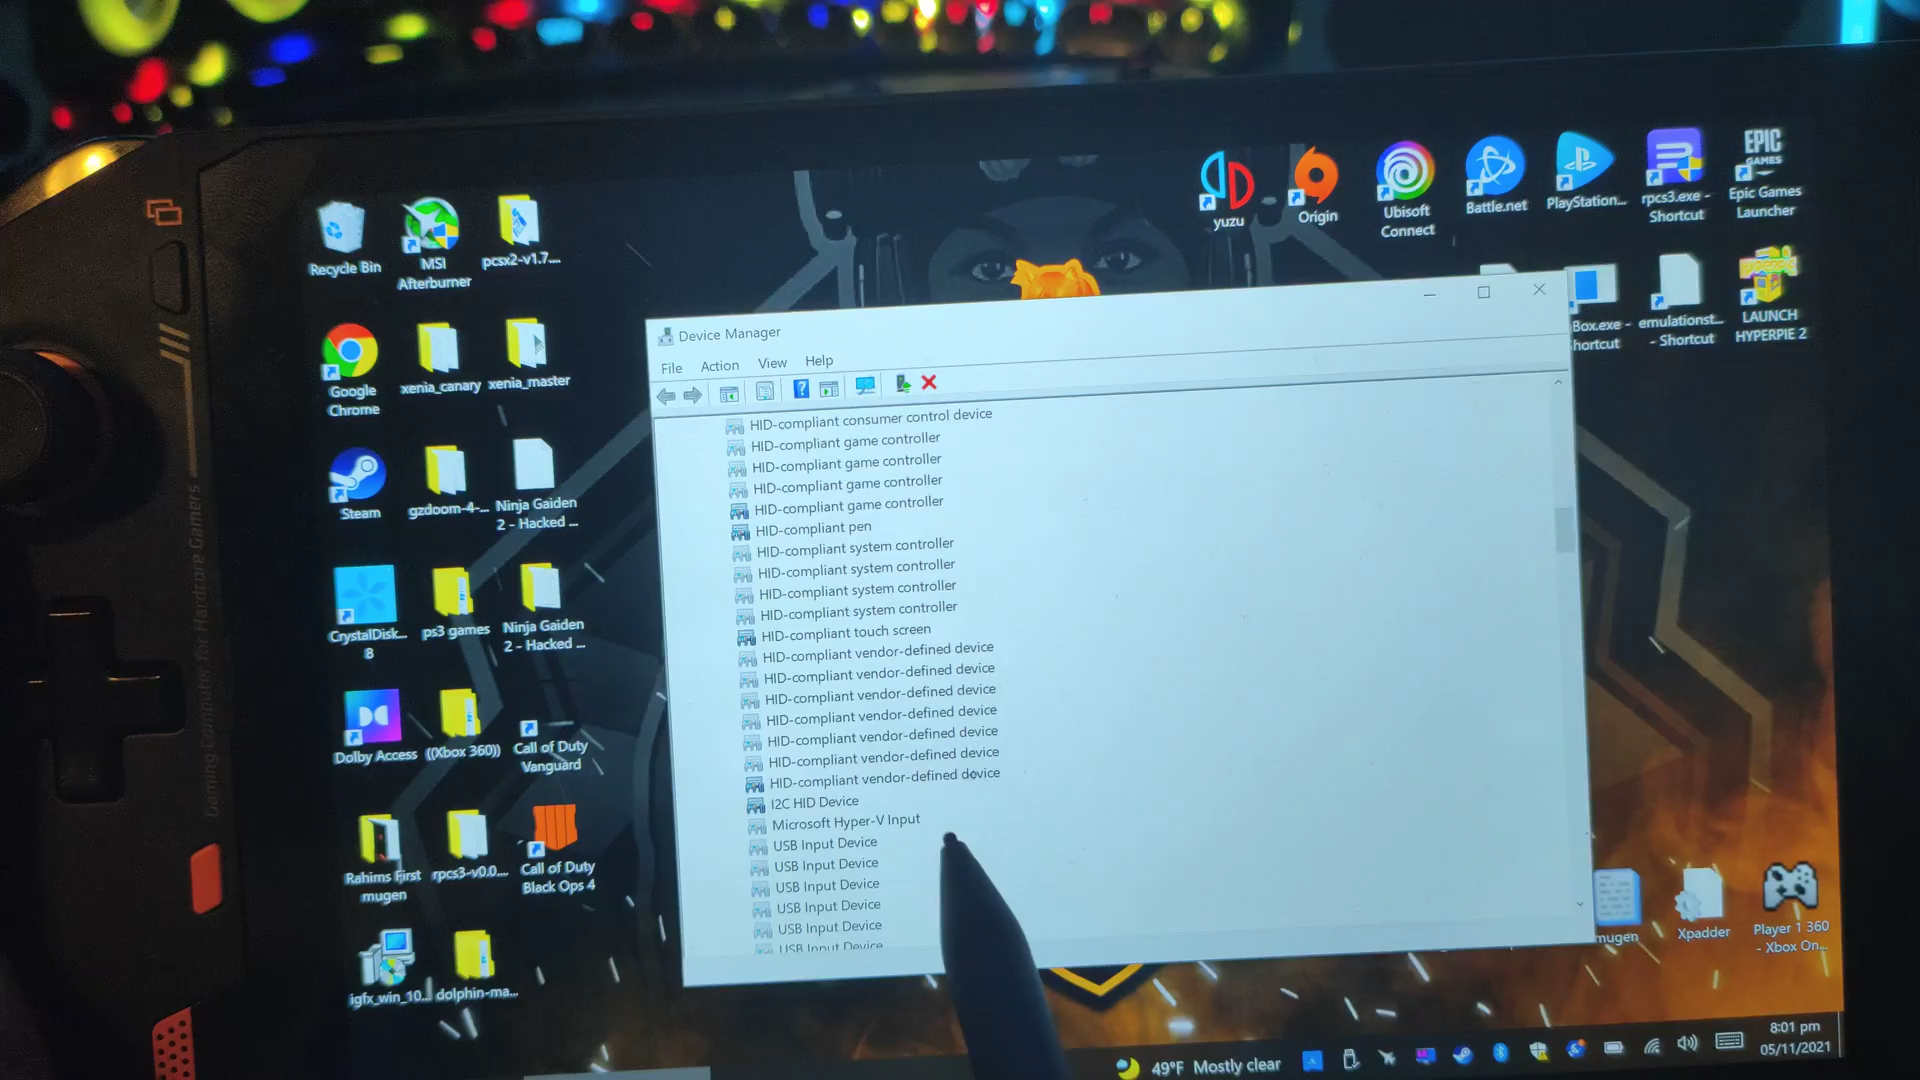 Recycle Bin
MSI
Afterburner
pcsx2-v1.7....
Google
Chrome
xenia_canary
xenia_master
Steam
gzdoom-4-...
Ninja Gaiden
2 - Hacked ...
CrystalDisk...
8
ps3 games
Ninja Gaiden
2 - Hacked ...
Dolby Access
((Xbox 360))
Call of Duty
Vanguard
Rahims First
mugen
rpcs3-v0.0....
Call of Duty
Black Ops 4
igfx_win_10...
dolphin-ma...
Gaming Computer for Hardcore Gamers
yuzu
Origin
Ubisoft
Connect
Battle.net
PlayStation...
rpcs3.exe -
Shortcut
EPIC
GAMES
Epic Games
Launcher
Box.exe -
hortcut
emulationst...
- Shortcut
LAUNCH
HYPERPIE 2
Device Manager
File Action View Help
HID-compliant consumer control device
HID-compliant game controller
HID-compliant game controller
HID-compliant game controller
HID-compliant game controller
HID-compliant pen
HID-compliant system controller
HID-compliant system controller
HID-compliant system controller
HID-compliant system controller
HID-compliant touch screen
HID-compliant vendor-defined device
HID-compliant vendor-defined device
HID-compliant vendor-defined device
HID-compliant vendor-defined device
HID-compliant vendor-defined device
HID-compliant vendor-defined device
HID-compliant vendor-defined device
I2C HID Device
Microsoft Hyper-V Input
USB Input Device
USB Input Device
USB Input Device
USB Input Device
USB Input Device
USB Input Device
mugen
Xpadder
Player 1 360
- Xbox On...
49°F Mostly clear
8:01 pm
05/11/2021